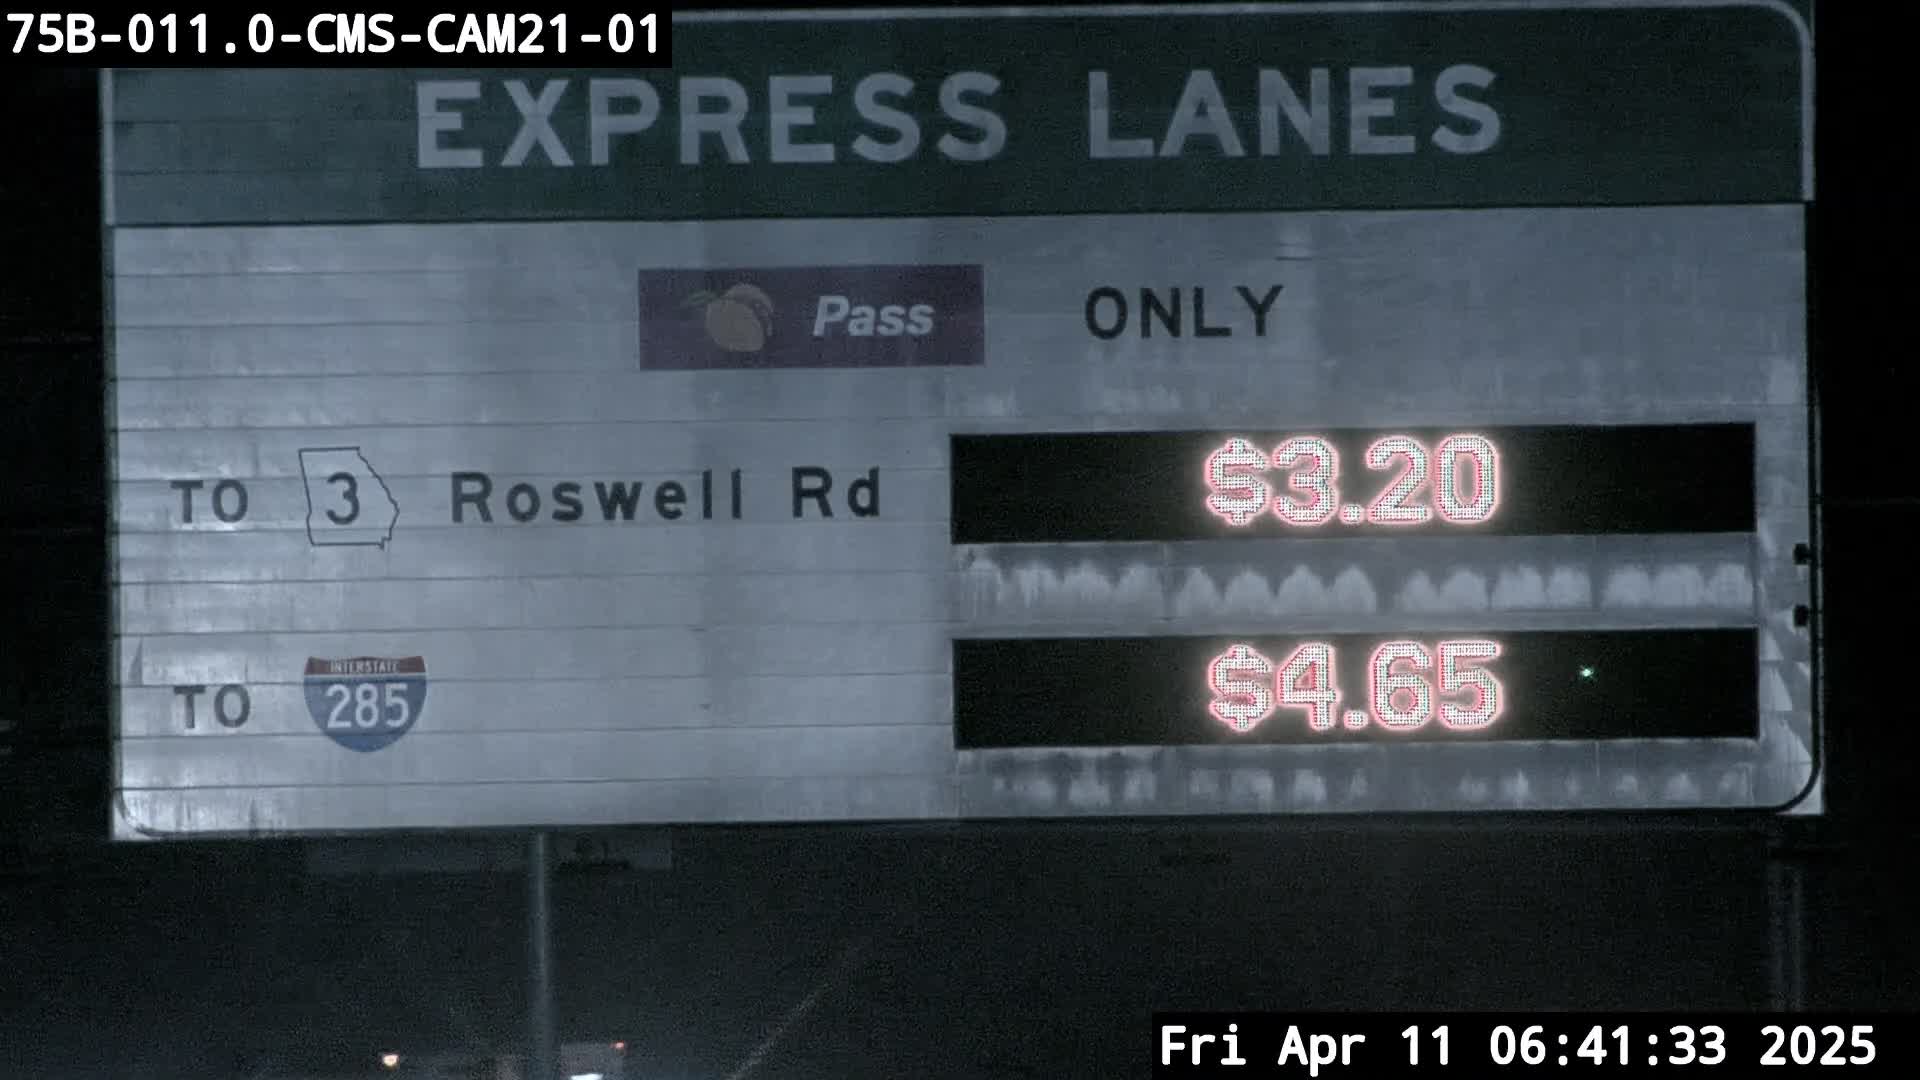 75B-011.0-CMS-CAM21-01
EXPRESS LANES
Pass ONLY
TO 3 Roswell Rd $3.20
TO INTERSTATE 285 $4.65
Fri Apr 11 06:41:33 2025